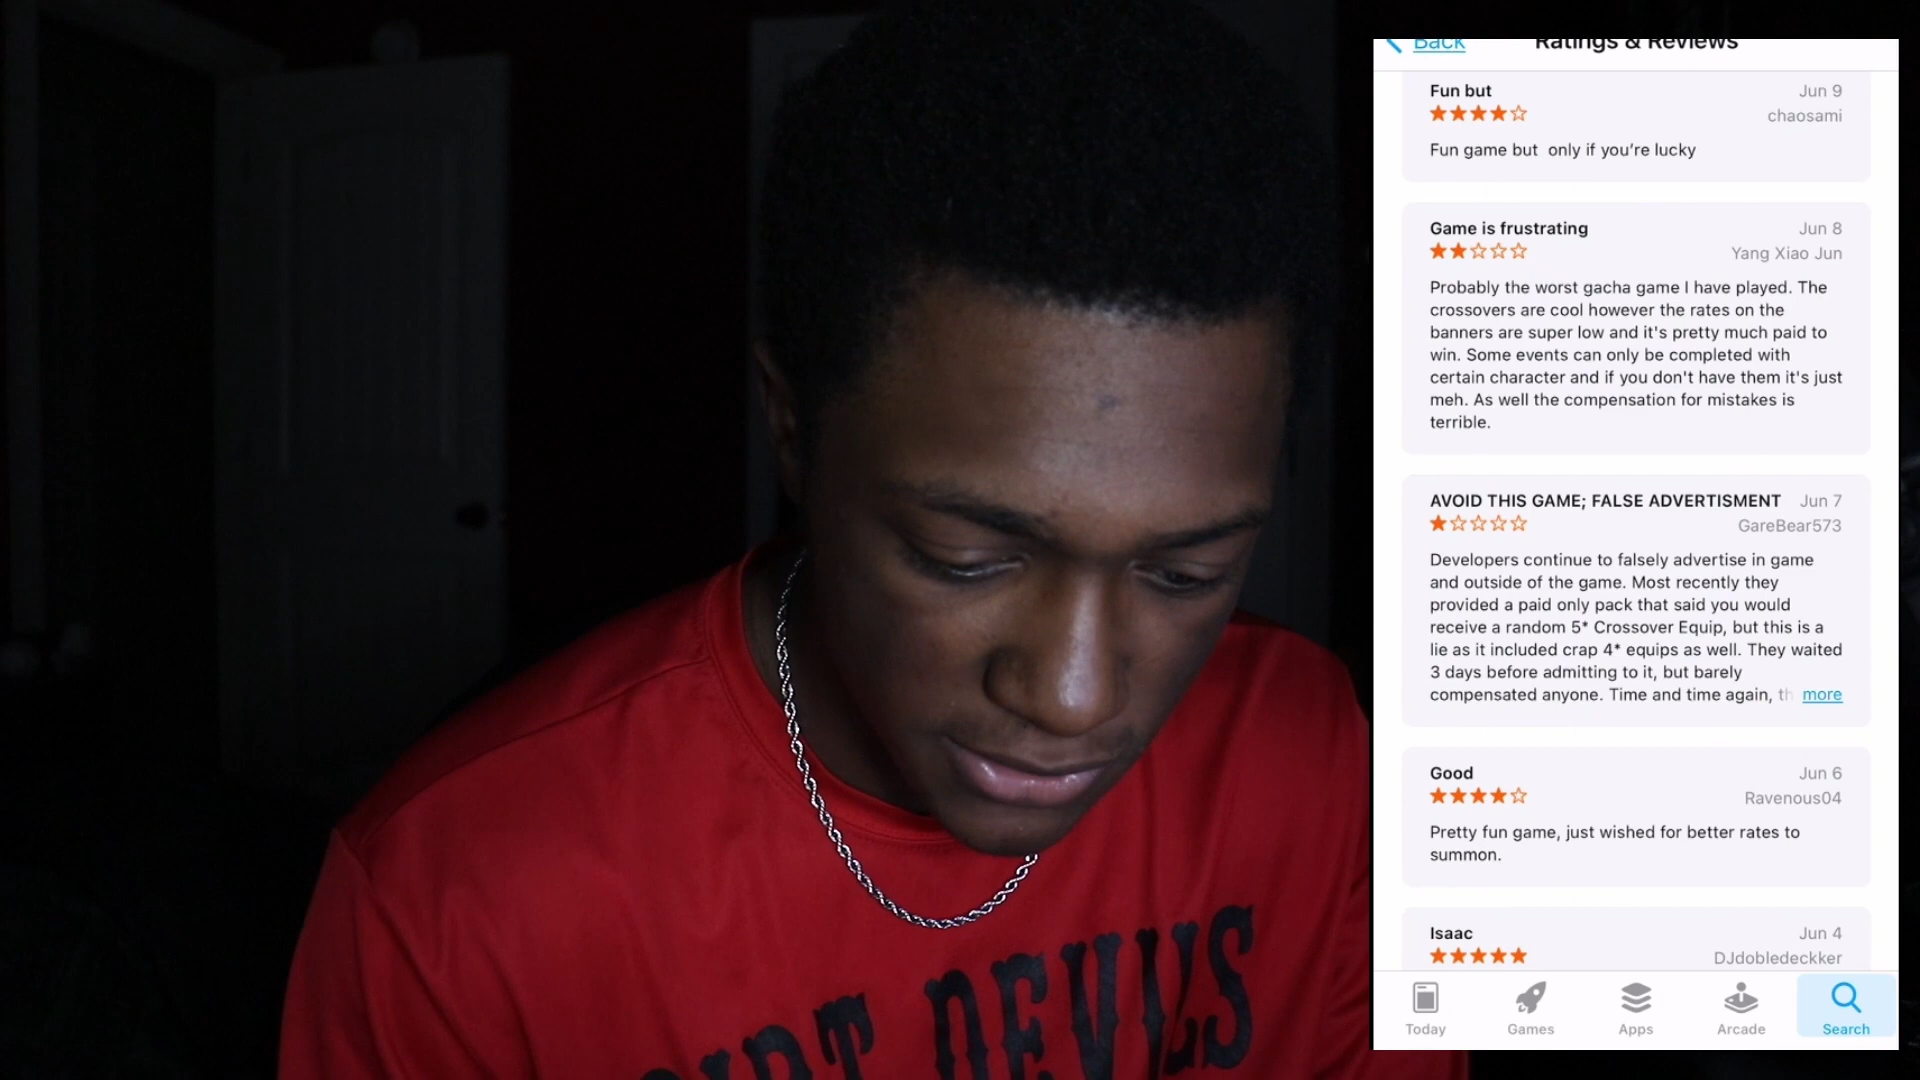 Back
Ratings & Reviews
Fun but
Jun 9
chaosami
Fun game but only if you're lucky
Game is frustrating
Jun 8
Yang Xiao Jun
Probably the worst gacha game I have played. The
crossovers are cool however the rates on the
banners are super low and it's pretty much paid to
win. Some events can only be completed with
certain character and if you don't have them it's just
meh. As well the compensation for mistakes is
terrible.
AVOID THIS GAME; FALSE ADVERTISMENT
Jun 7
GareBear573
Developers continue to falsely advertise in game
and outside of the game. Most recently they
provided a paid only pack that said you would
receive a random 5* Crossover Equip, but this is a
lie as it included crap 4* equips as well. They waited
3 days before admitting to it, but barely
compensated anyone. Time and time again, th more
Good
Jun 6
Ravenous04
Pretty fun game, just wished for better rates to
summon.
Isaac
Jun 4
DJdobledeckker
Today
Games
Apps
Arcade
Search
DIRT DEVILS